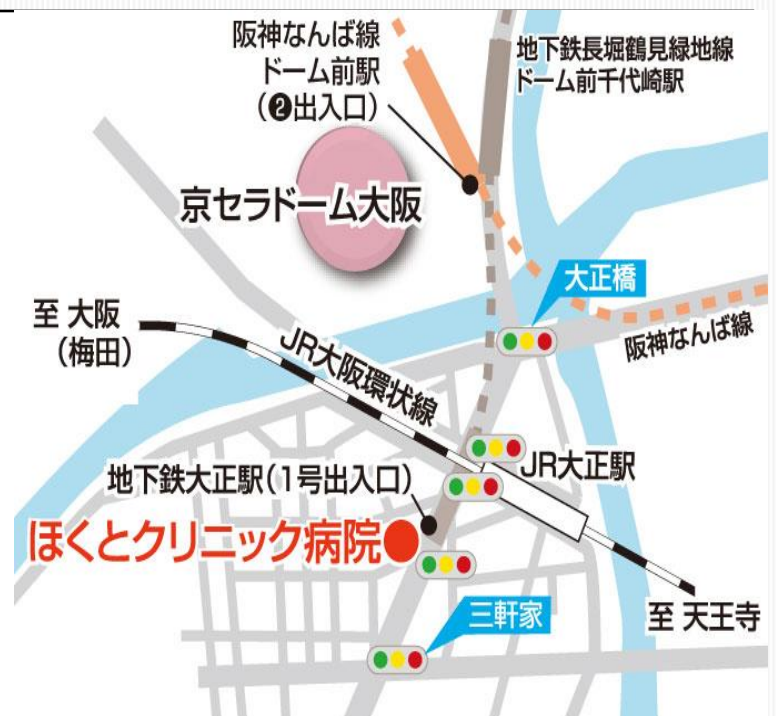 阪神なんば線
ドーム前駅
(❷出入口)
地下鉄長堀鶴見緑地線
ドーム前千代崎駅
京セラドーム大阪
大正橋
至 大阪
(梅田)
JR大阪環状線
阪神なんば線
JR大正駅
地下鉄大正駅(1号出入口)
ほくとクリニック病院
三軒家
至 天王寺